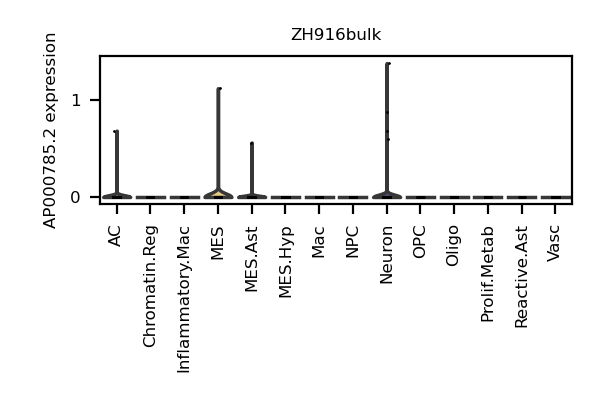 ZH916bulk
AP000785.2 expression
1
0
AC
Chromatin.Reg
Inflammatory.Mac
MES
MES.Ast
MES.Hyp
Mac
NPC
Neuron
OPC
Oligo
Prolif.Metab
Reactive.Ast
Vasc